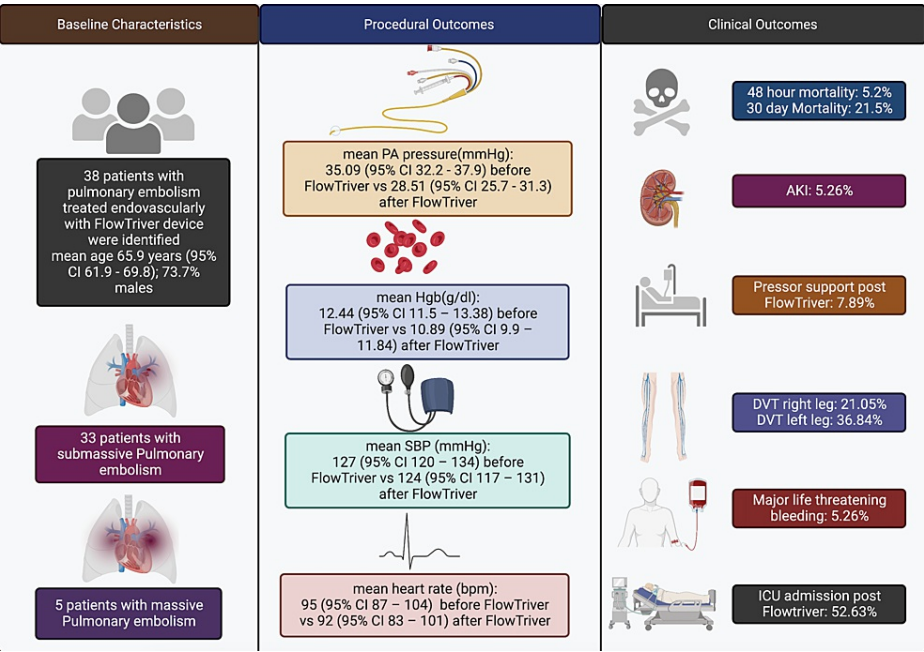 Baseline Characteristics
38 patients with
pulmonary embolism
treated endovascularly
with FlowTriver device
were identified
mean age 65.9 years (95%
CI 61.9 - 69.8); 73.7%
males
33 patients with
submassive Pulmonary
embolism
5 patients with massive
Pulmonary embolism
Procedural Outcomes
mean PA pressure(mmHg):
35.09 (95% CI 32.2 - 37.9) before
FlowTriver vs 28.51 (95% CI 25.7 - 31.3)
after FlowTriver
mean Hgb(g/dl):
12.44 (95% CI 11.5 – 13.38) before
FlowTriver vs 10.89 (95% CI 9.9 –
11.84) after FlowTriver
mean SBP (mmHg):
127 (95% CI 120 – 134) before
FlowTriver vs 124 (95% CI 117 – 131)
after FlowTriver
mean heart rate (bpm):
95 (95% CI 87 – 104) before FlowTriver
vs 92 (95% CI 83 – 101) after FlowTriver
Clinical Outcomes
48 hour mortality: 5.2%
30 day Mortality: 21.5%
AKI: 5.26%
Pressor support post
FlowTriver: 7.89%
DVT right leg: 21.05%
DVT left leg: 36.84%
Major life threatening
bleeding: 5.26%
ICU admission post
Flowtriver: 52.63%